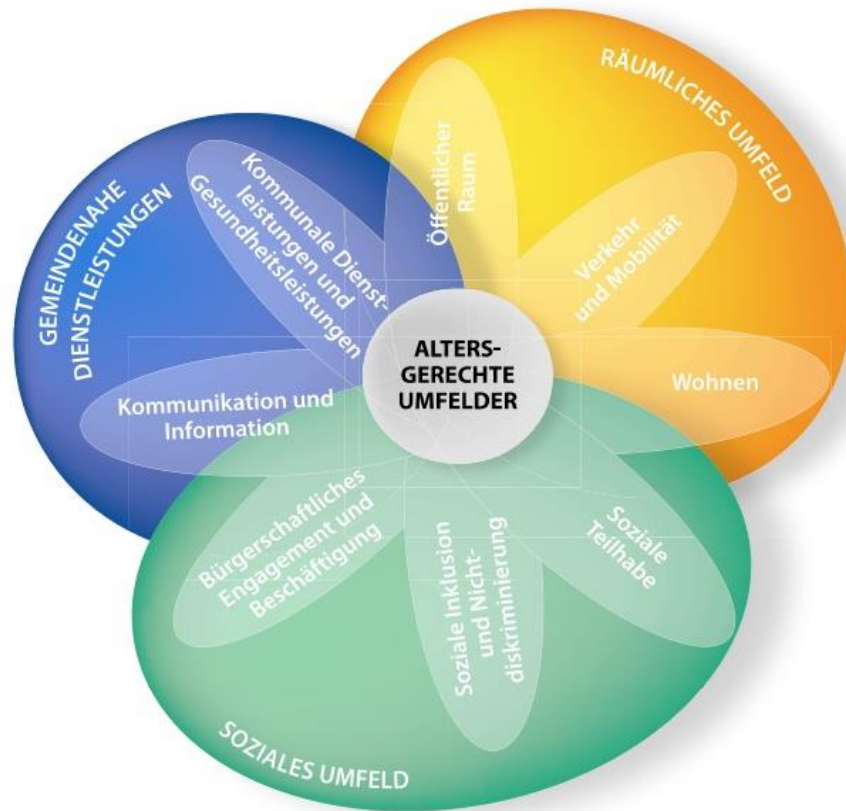 RÄUMLICHES UMFELD
Öffentlicher
Raum
Verkehr
und Mobilität
Wohnen
GEMEINDENAHE
DIENSTLEISTUNGEN
Kommunale Dienst-
leistungen und
Gesundheitsleistungen
Kommunikation und
Information
ALTERS-
GERECHTE
UMFELDER
Bürgerschaftliches
Engagement und
Beschäftigung
Soziale Inklusion
und Nicht-
diskriminierung
Soziale
Teilhabe
SOZIALES UMFELD